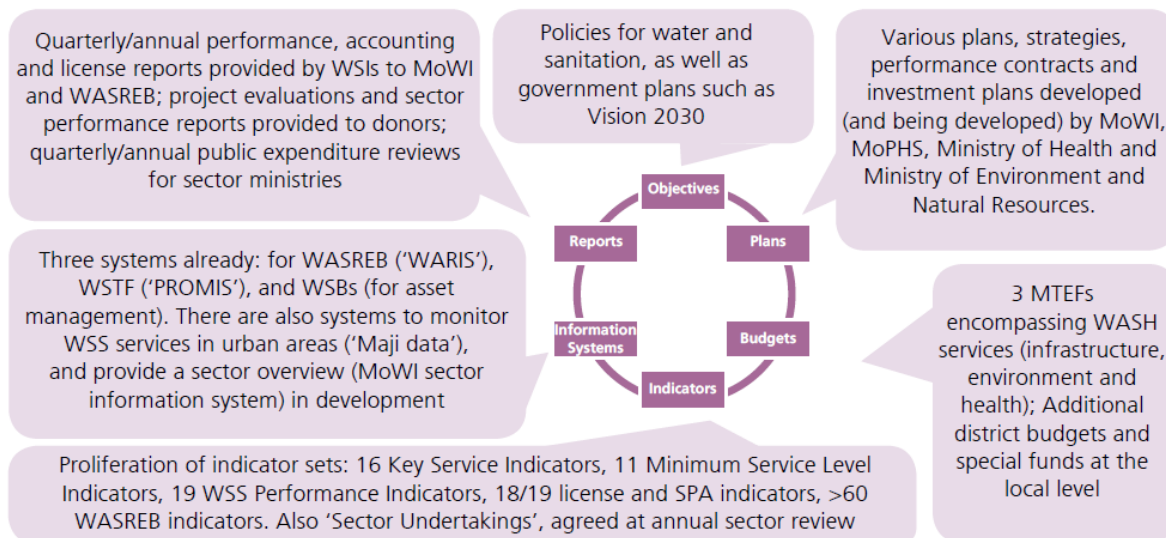 Quarterly/annual performance, accounting
and license reports provided by WSIs to MoWI
and WASREB; project evaluations and sector
performance reports provided to donors;
quarterly/annual public expenditure reviews
for sector ministries
Policies for water and
sanitation, as well as
government plans such as
Vision 2030
Various plans, strategies,
performance contracts and
investment plans developed
(and being developed) by MoWI,
MoPHS, Ministry of Health and
Ministry of Environment and
Natural Resources.
Objectives
Reports
Plans
Information
Systems
Budgets
Indicators
Three systems already: for WASREB (‘WARIS’),
WSTF (‘PROMIS’), and WSBs (for asset
management). There are also systems to monitor
WSS services in urban areas (‘Maji data’),
and provide a sector overview (MoWI sector
information system) in development
3 MTEFs
encompassing WASH
services (infrastructure,
environment and
health); Additional
district budgets and
special funds at the
local level
Proliferation of indicator sets: 16 Key Service Indicators, 11 Minimum Service Level
Indicators, 19 WSS Performance Indicators, 18/19 license and SPA indicators, >60
WASREB indicators. Also ‘Sector Undertakings’, agreed at annual sector review